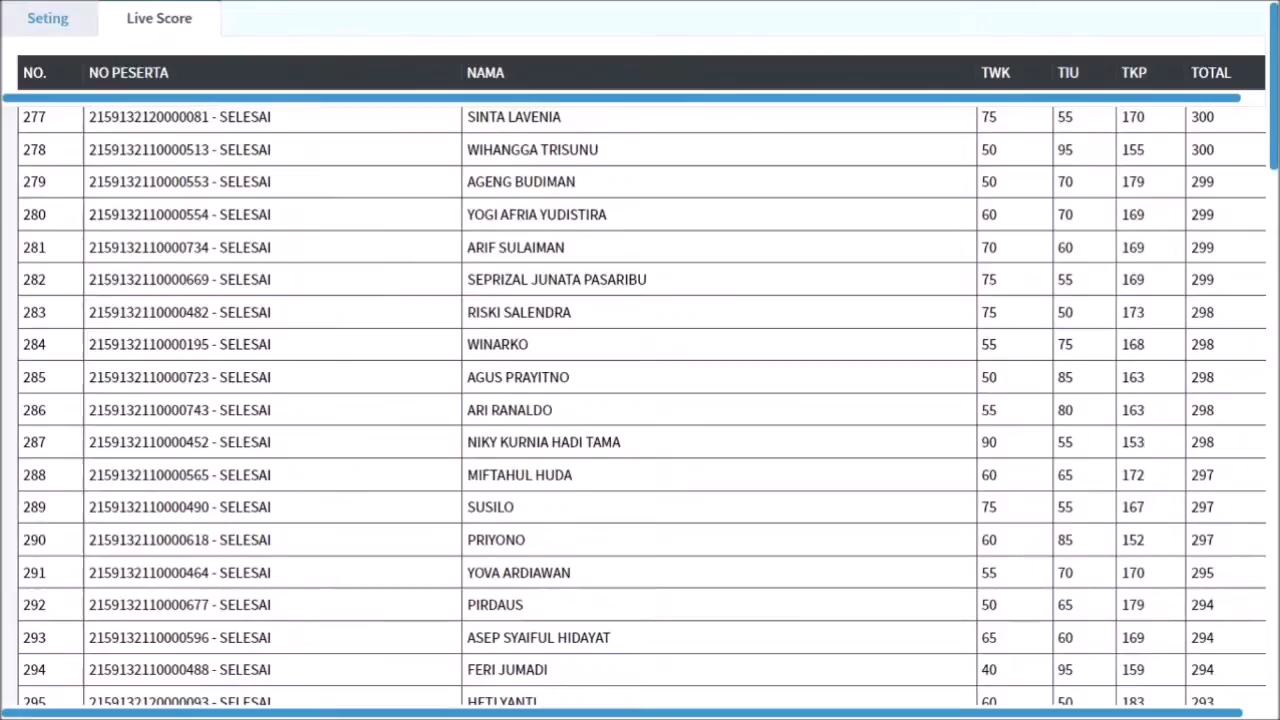 Seting Live Score
NO. NO PESERTA NAMA TWK TIU TKP TOTAL
277 2159132120000081 - SELESAI SINTA LAVENIA 75 55 170 300
278 2159132110000513 - SELESAI WIHANGGA TRISUNU 50 95 155 300
279 2159132110000553 - SELESAI AGENG BUDIMAN 50 70 179 299
280 2159132110000554 - SELESAI YOGI AFRIA YUDISTIRA 60 70 169 299
281 2159132110000734 - SELESAI ARIF SULAIMAN 70 60 169 299
282 2159132110000669 - SELESAI SEPRIZAL JUNATA PASARIBU 75 55 169 299
283 2159132110000482 - SELESAI RISKI SALENDRA 75 50 173 298
284 2159132110000195 - SELESAI WINARKO 55 75 168 298
285 2159132110000723 - SELESAI AGUS PRAYITNO 50 85 163 298
286 2159132110000743 - SELESAI ARI RANALDO 55 80 163 298
287 2159132110000452 - SELESAI NIKY KURNIA HADI TAMA 90 55 153 298
288 2159132110000565 - SELESAI MIFTAHUL HUDA 60 65 172 297
289 2159132110000490 - SELESAI SUSILO 75 55 167 297
290 2159132110000618 - SELESAI PRIYONO 60 85 152 297
291 2159132110000464 - SELESAI YOVA ARDIAWAN 55 70 170 295
292 2159132110000677 - SELESAI PIRDAUS 50 65 179 294
293 2159132110000596 - SELESAI ASEP SYAIFUL HIDAYAT 65 60 169 294
294 2159132110000488 - SELESAI FERI JUMADI 40 95 159 294
295 2159132120000093 - SELESAI HETI YANTI 60 50 183 293